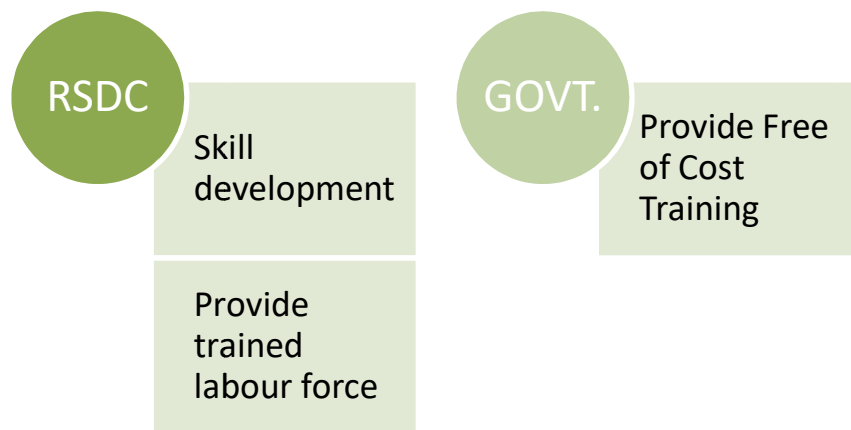 RSDC
Skill
development
Provide
trained
labour force
GOVT.
Provide Free
of Cost
Training